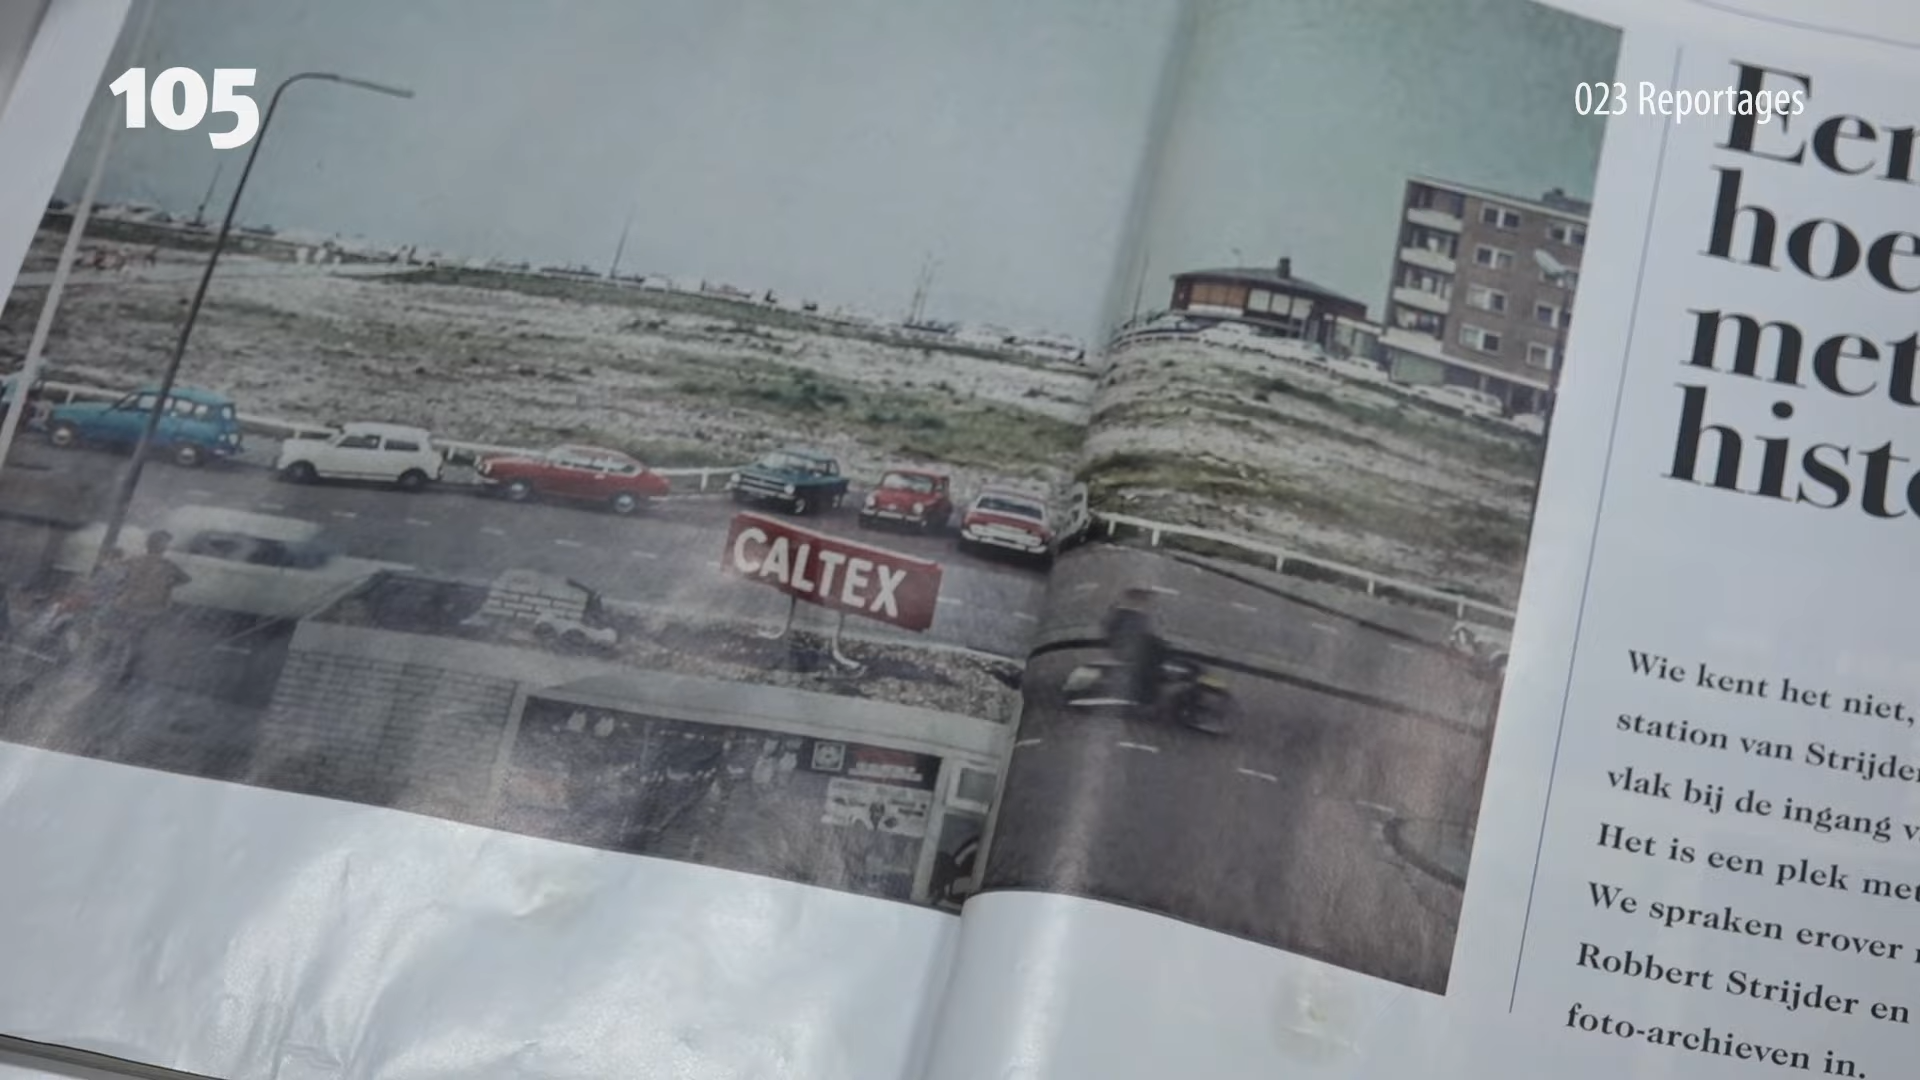 105
023 Reportages
Een
hoe
met
histo
CALTEX
Wie kent het niet,
station van Strijder
vlak bij de ingang v
Het is een plek met
We spraken erover
Robbert Strijder en
foto-archieven in.